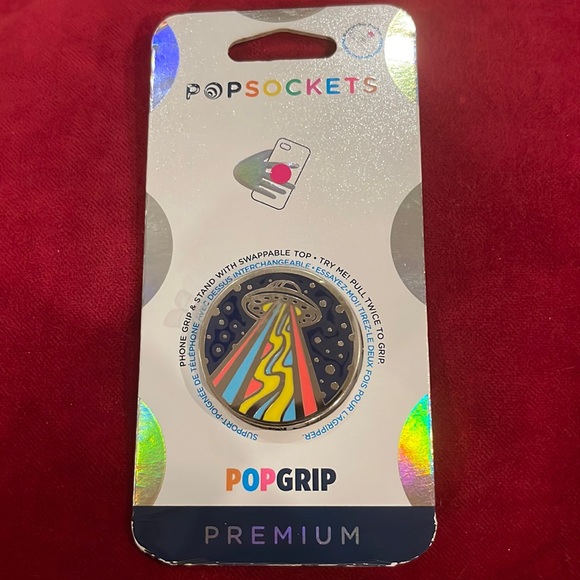 POPSOCKETS
PHONE GRIP & STAND WITH SWAPPABLE TOP • TRY ME! PULL TWICE TO GRIP.
SUPPORT-POIGNÉE DE TÉLÉPHONE AVEC DESSUS INTERCHANGEABLE • ESSAYEZ-MOI! TIREZ-LE DEUX FOIS POUR L'AGRIPPER.
POPGRIP
PREMIUM